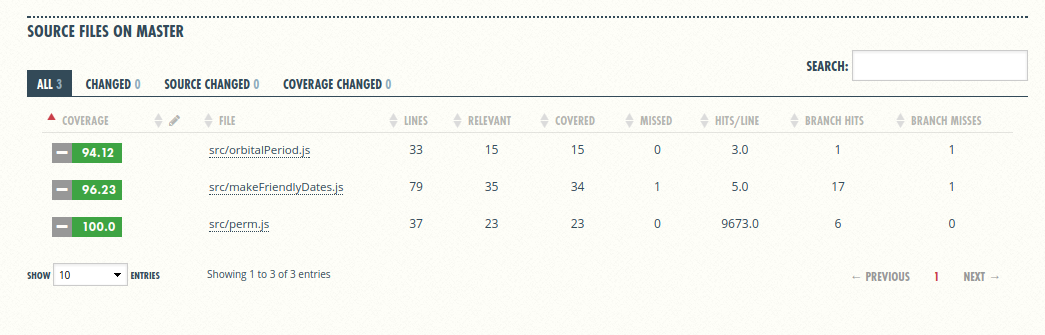 SOURCE FILES ON MASTER
SEARCH:
ALL 3 CHANGED 0 SOURCE CHANGED 0 COVERAGE CHANGED 0
COVERAGE FILE LINES RELEVANT COVERED MISSED HITS/LINE BRANCH HITS BRANCH MISSES
94.12 src/orbitalPeriod.js 33 15 15 0 3.0 1 1
96.23 src/makeFriendlyDates.js 79 35 34 1 5.0 17 1
100.0 src/perm.js 37 23 23 0 9673.0 6 0
SHOW 10 ENTRIES Showing 1 to 3 of 3 entries ← PREVIOUS 1 NEXT →